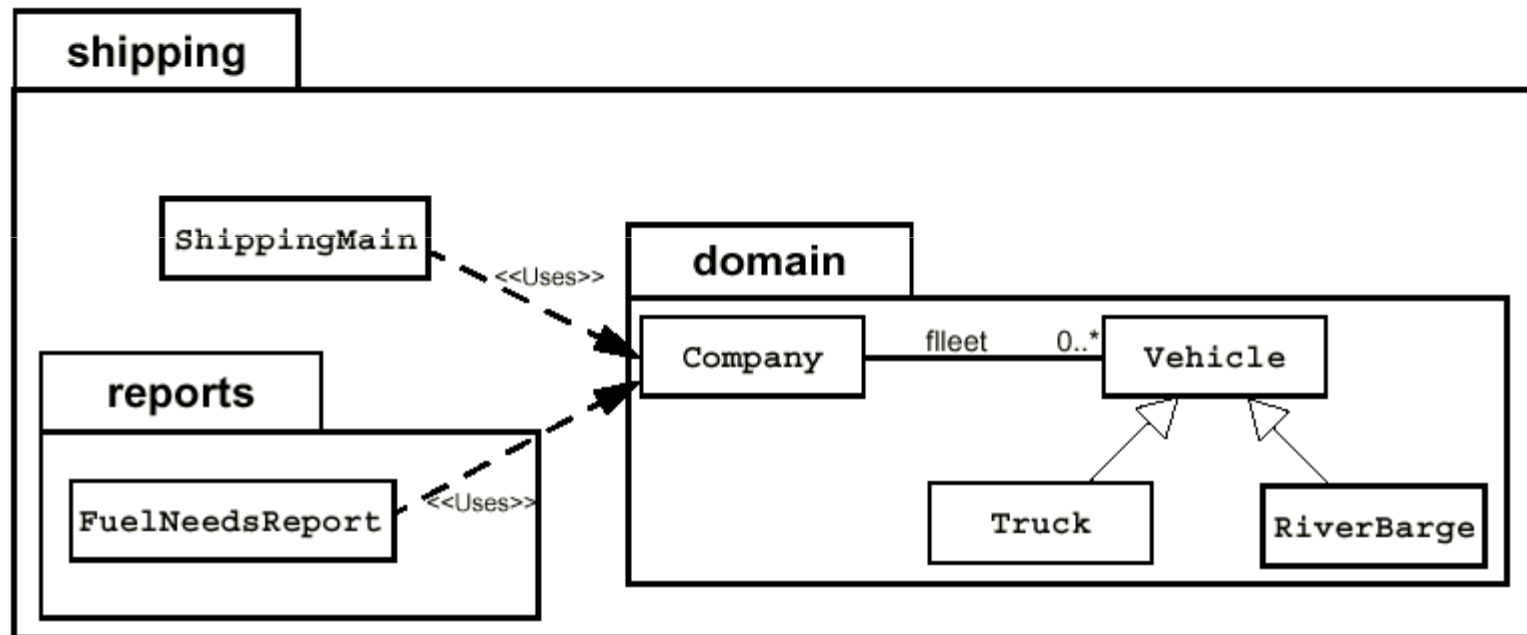 shipping
ShippingMain
<<Uses>>
domain
Company
flleet
0..*
Vehicle
reports
FuelNeedsReport
<<Uses>>
Truck
RiverBarge